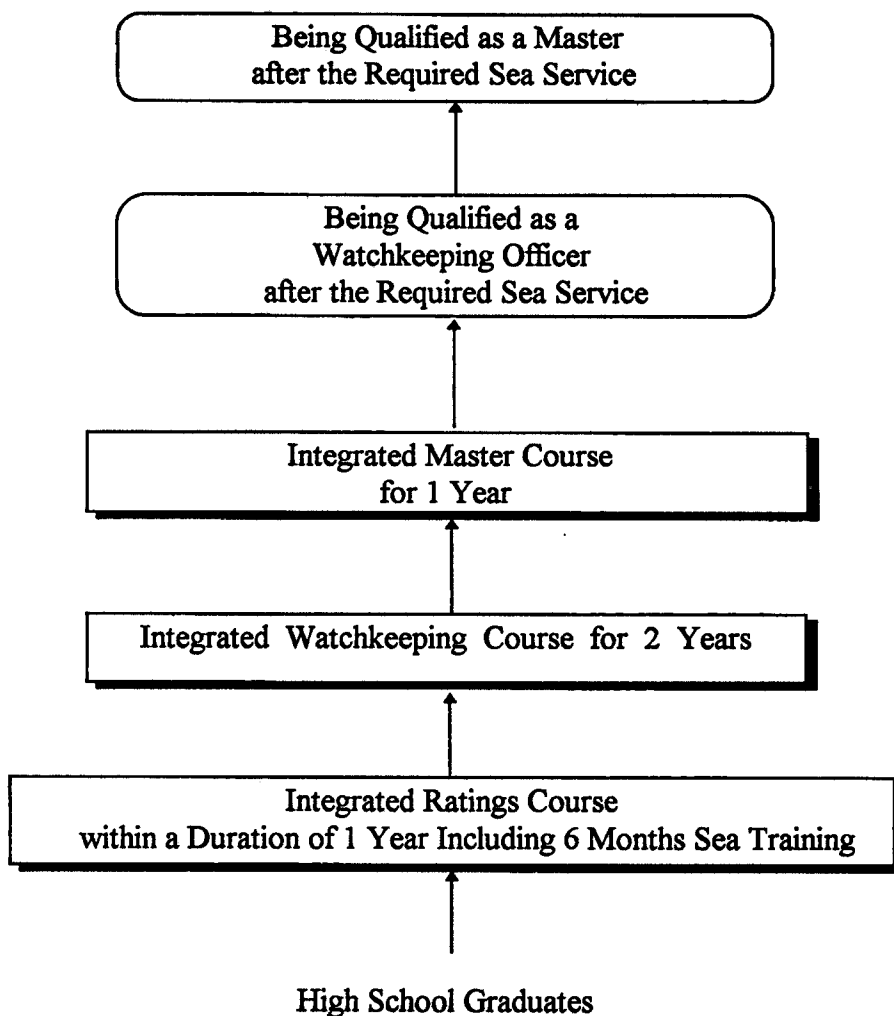 Being Qualified as a Master
after the Required Sea Service
Being Qualified as a
Watchkeeping Officer
after the Required Sea Service
Integrated Master Course
for 1 Year
Integrated Watchkeeping Course for 2 Years
Integrated Ratings Course
within a Duration of 1 Year Including 6 Months Sea Training
High School Graduates